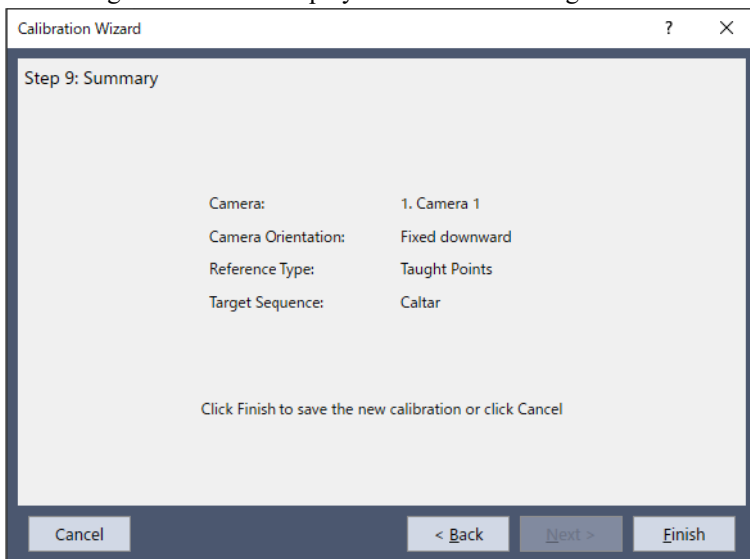 Calibration Wizard ? ×
Step 9: Summary
Camera: 1. Camera 1
Camera Orientation: Fixed downward
Reference Type: Taught Points
Target Sequence: Caltar
Click Finish to save the new calibration or click Cancel
Cancel < Back Next > Finish